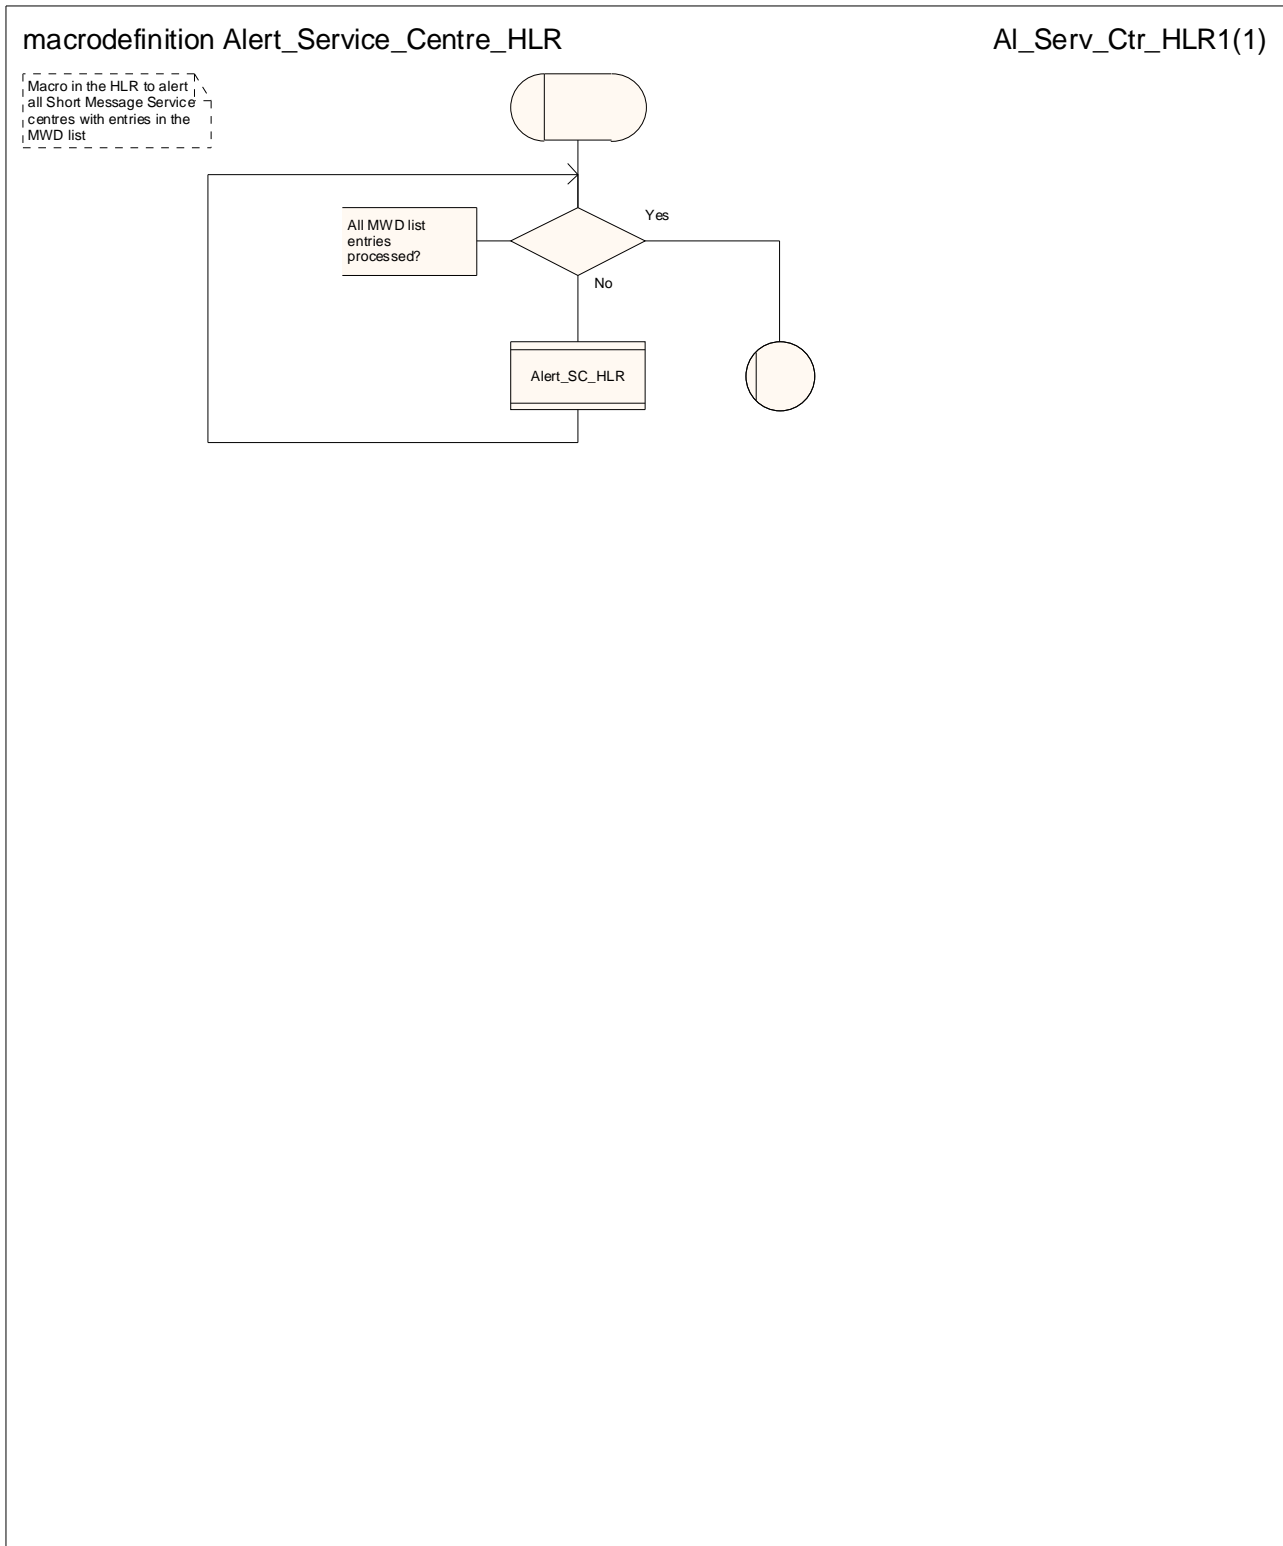 macrodefinition Alert_Service_Centre_HLR
Al_Serv_Ctr_HLR1(1)
Macro in the HLR to alert
all Short Message Service
centres with entries in the
MWD list
All MWD list
entries
processed?
Yes
No
Alert_SC_HLR